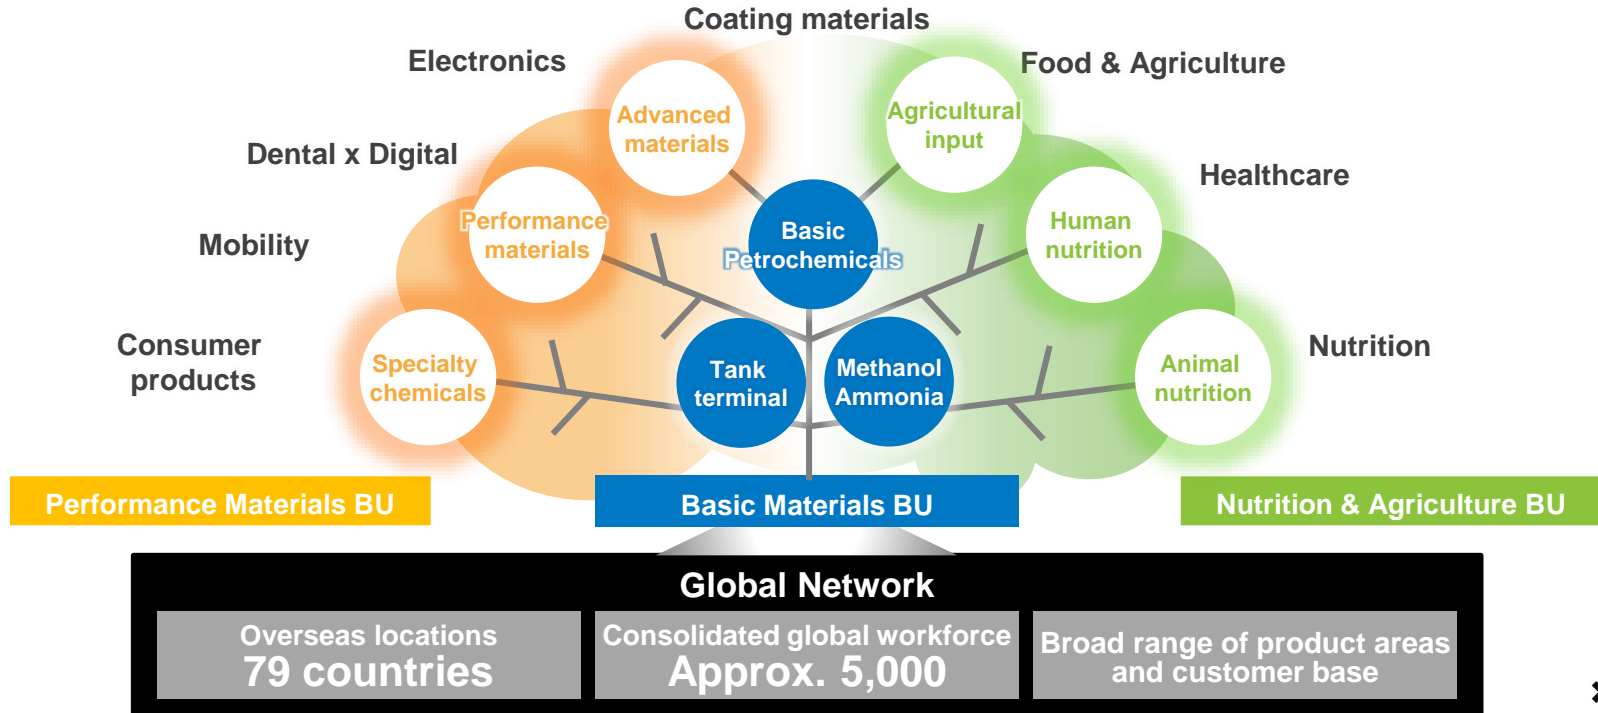 Coating materials
Electronics
Food & Agriculture
Advanced
materials
Agricultural
input
Dental x Digital
Healthcare
Performance
materials
Basic
Petrochemicals
Human
nutrition
Mobility
Consumer
products
Specialty
chemicals
Tank
terminal
Methanol
Ammonia
Animal
nutrition
Nutrition
Performance Materials BU
Basic Materials BU
Nutrition & Agriculture BU
Global Network
Overseas locations
79 countries
Consolidated global workforce
Approx. 5,000
Broad range of product areas
and customer base